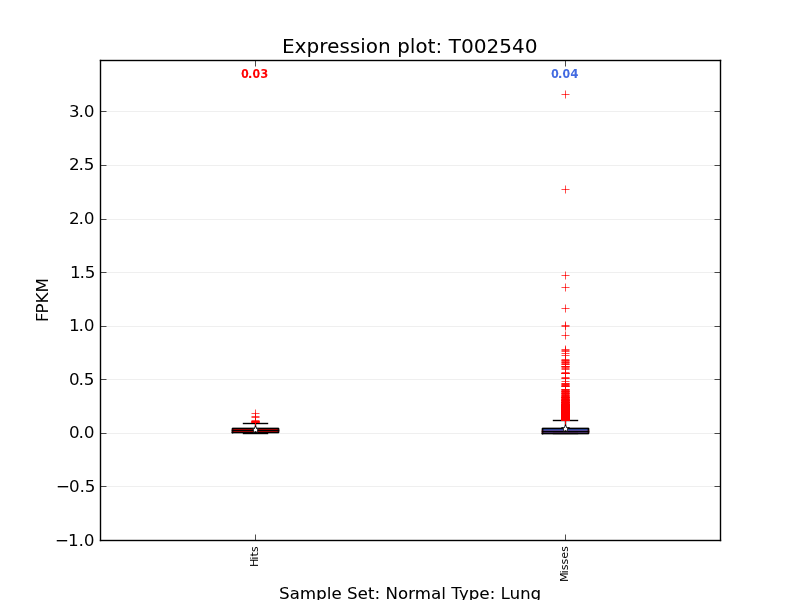 Expression plot: T002540
0.03
0.04
3.0
2.5
2.0
1.5
1.0
0.5
0.0
−0.5
−1.0
FPKM
Hits
Misses
Sample Set: Normal Type: Lung